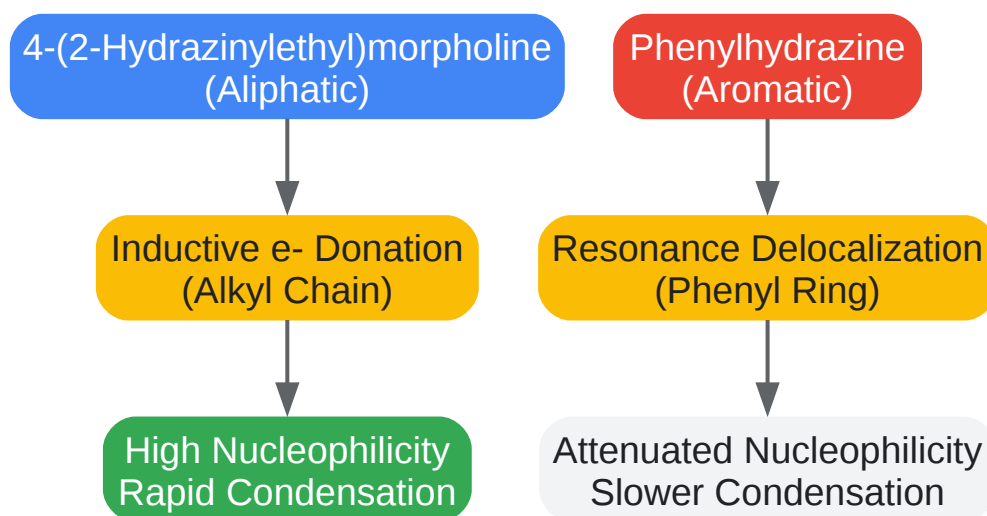 4-(2-Hydrazinylethyl)morpholine
(Aliphatic)
Phenylhydrazine
(Aromatic)
Inductive e- Donation
(Alkyl Chain)
Resonance Delocalization
(Phenyl Ring)
High Nucleophilicity
Rapid Condensation
Attenuated Nucleophilicity
Slower Condensation